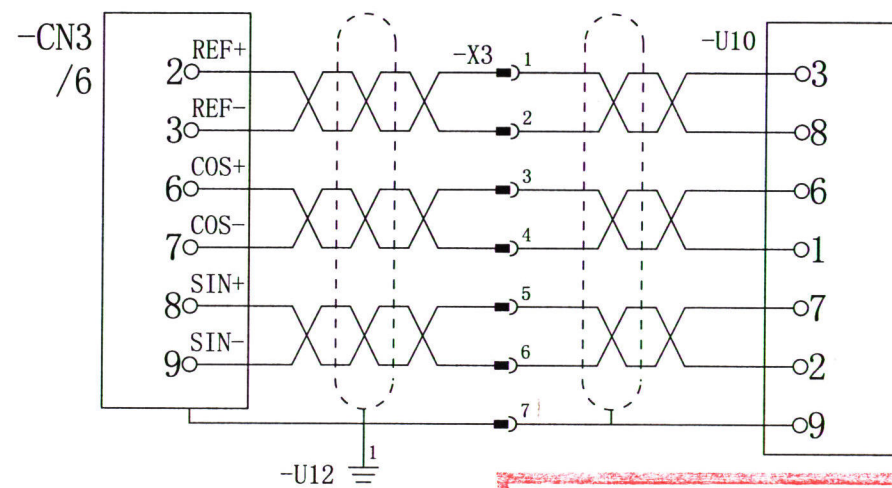 -CN3
/6
2 REF+
3 REF-
6 COS+
7 COS-
8 SIN+
9 SIN-
-X3 1
2
3
4
5
6
7
-U10
3
8
6
1
7
2
9
-U12 1